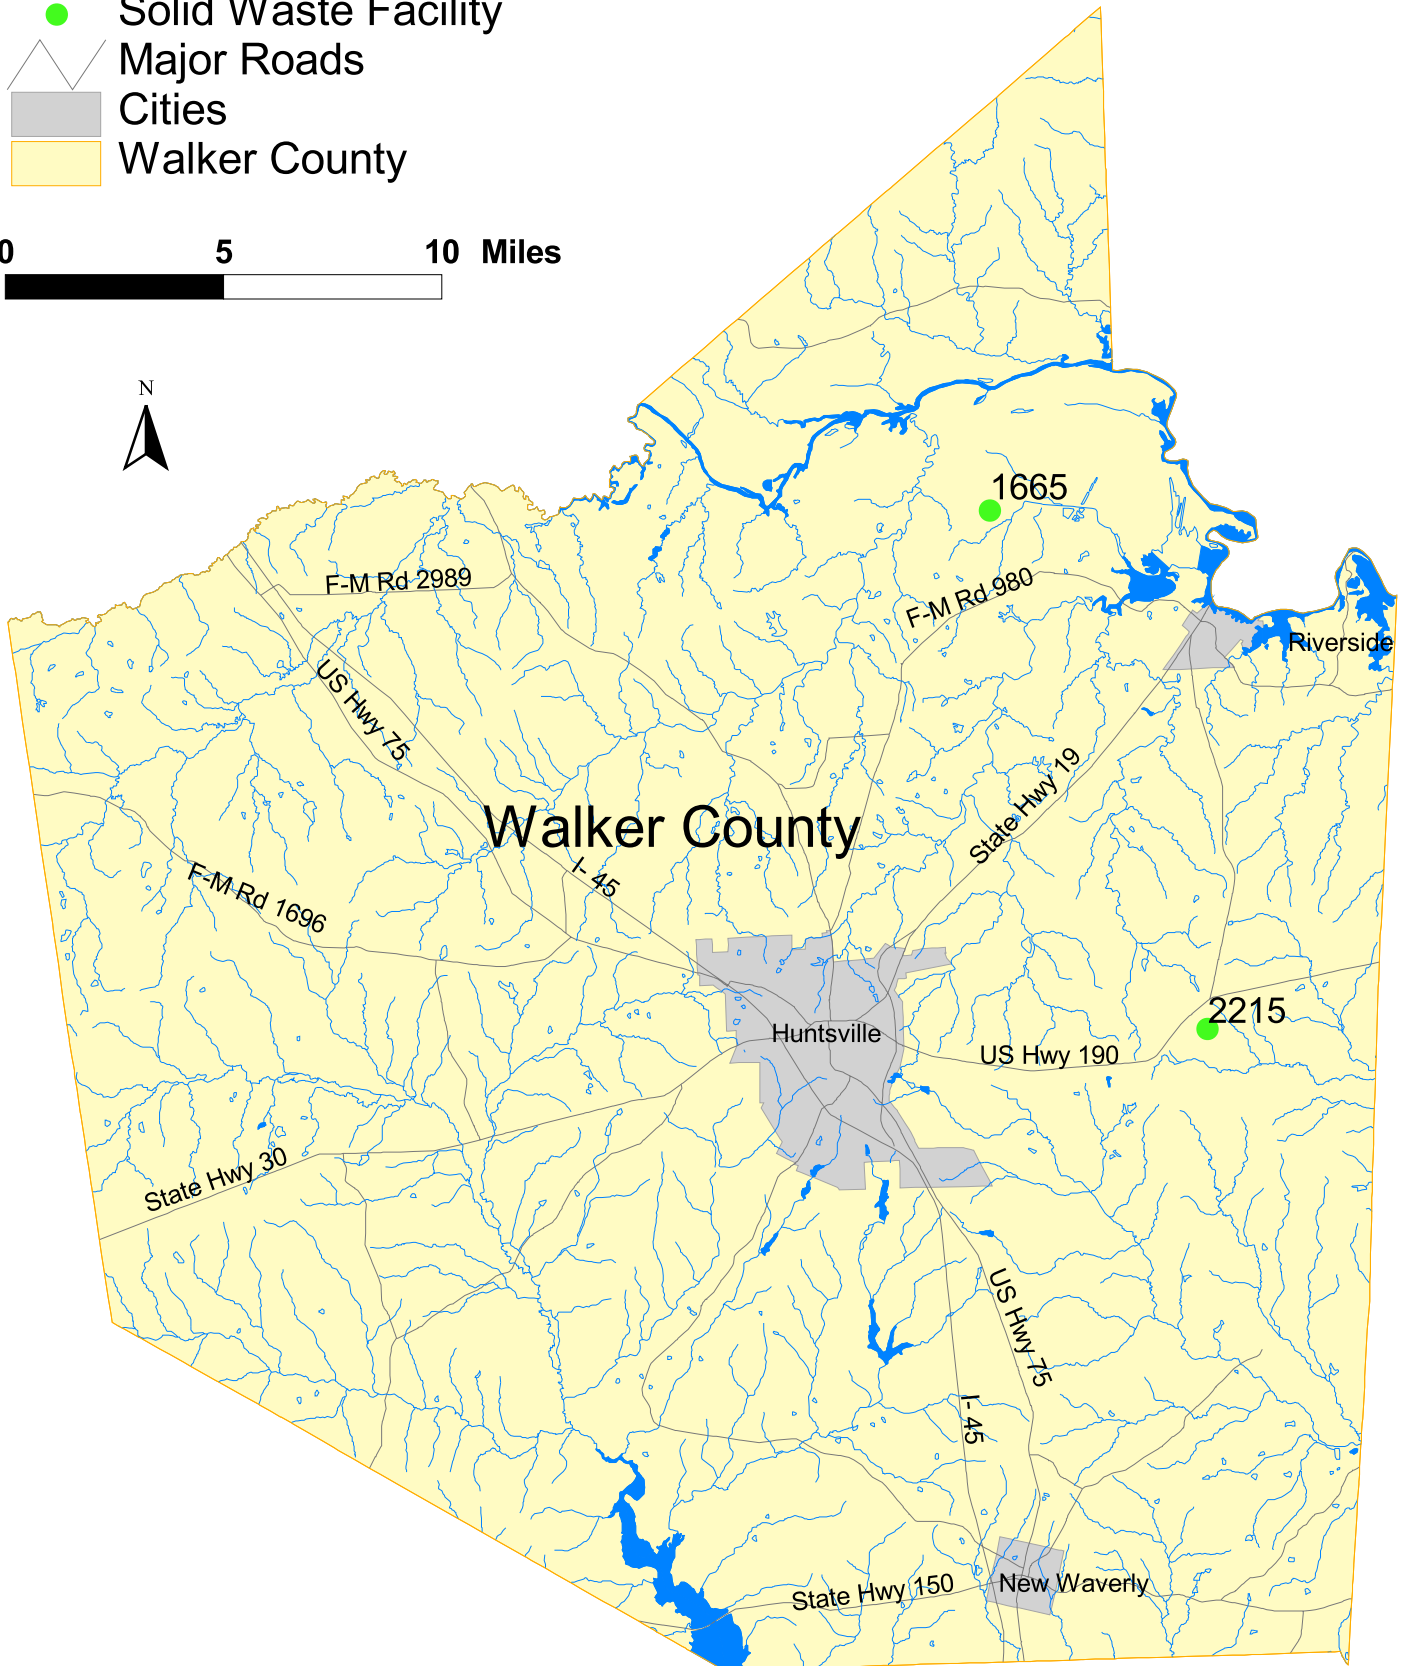 Solid Waste Facility
Major Roads
Cities
Walker County
0 5 10 Miles
N
1665
F-M Rd 2989
F-M Rd 980
Riverside
US Hwy 75
State Hwy 19
Walker County
I- 45
F-M Rd 1696
2215
Huntsville
US Hwy 190
State Hwy 30
US Hwy 75
I- 45
New Waverly
State Hwy 150